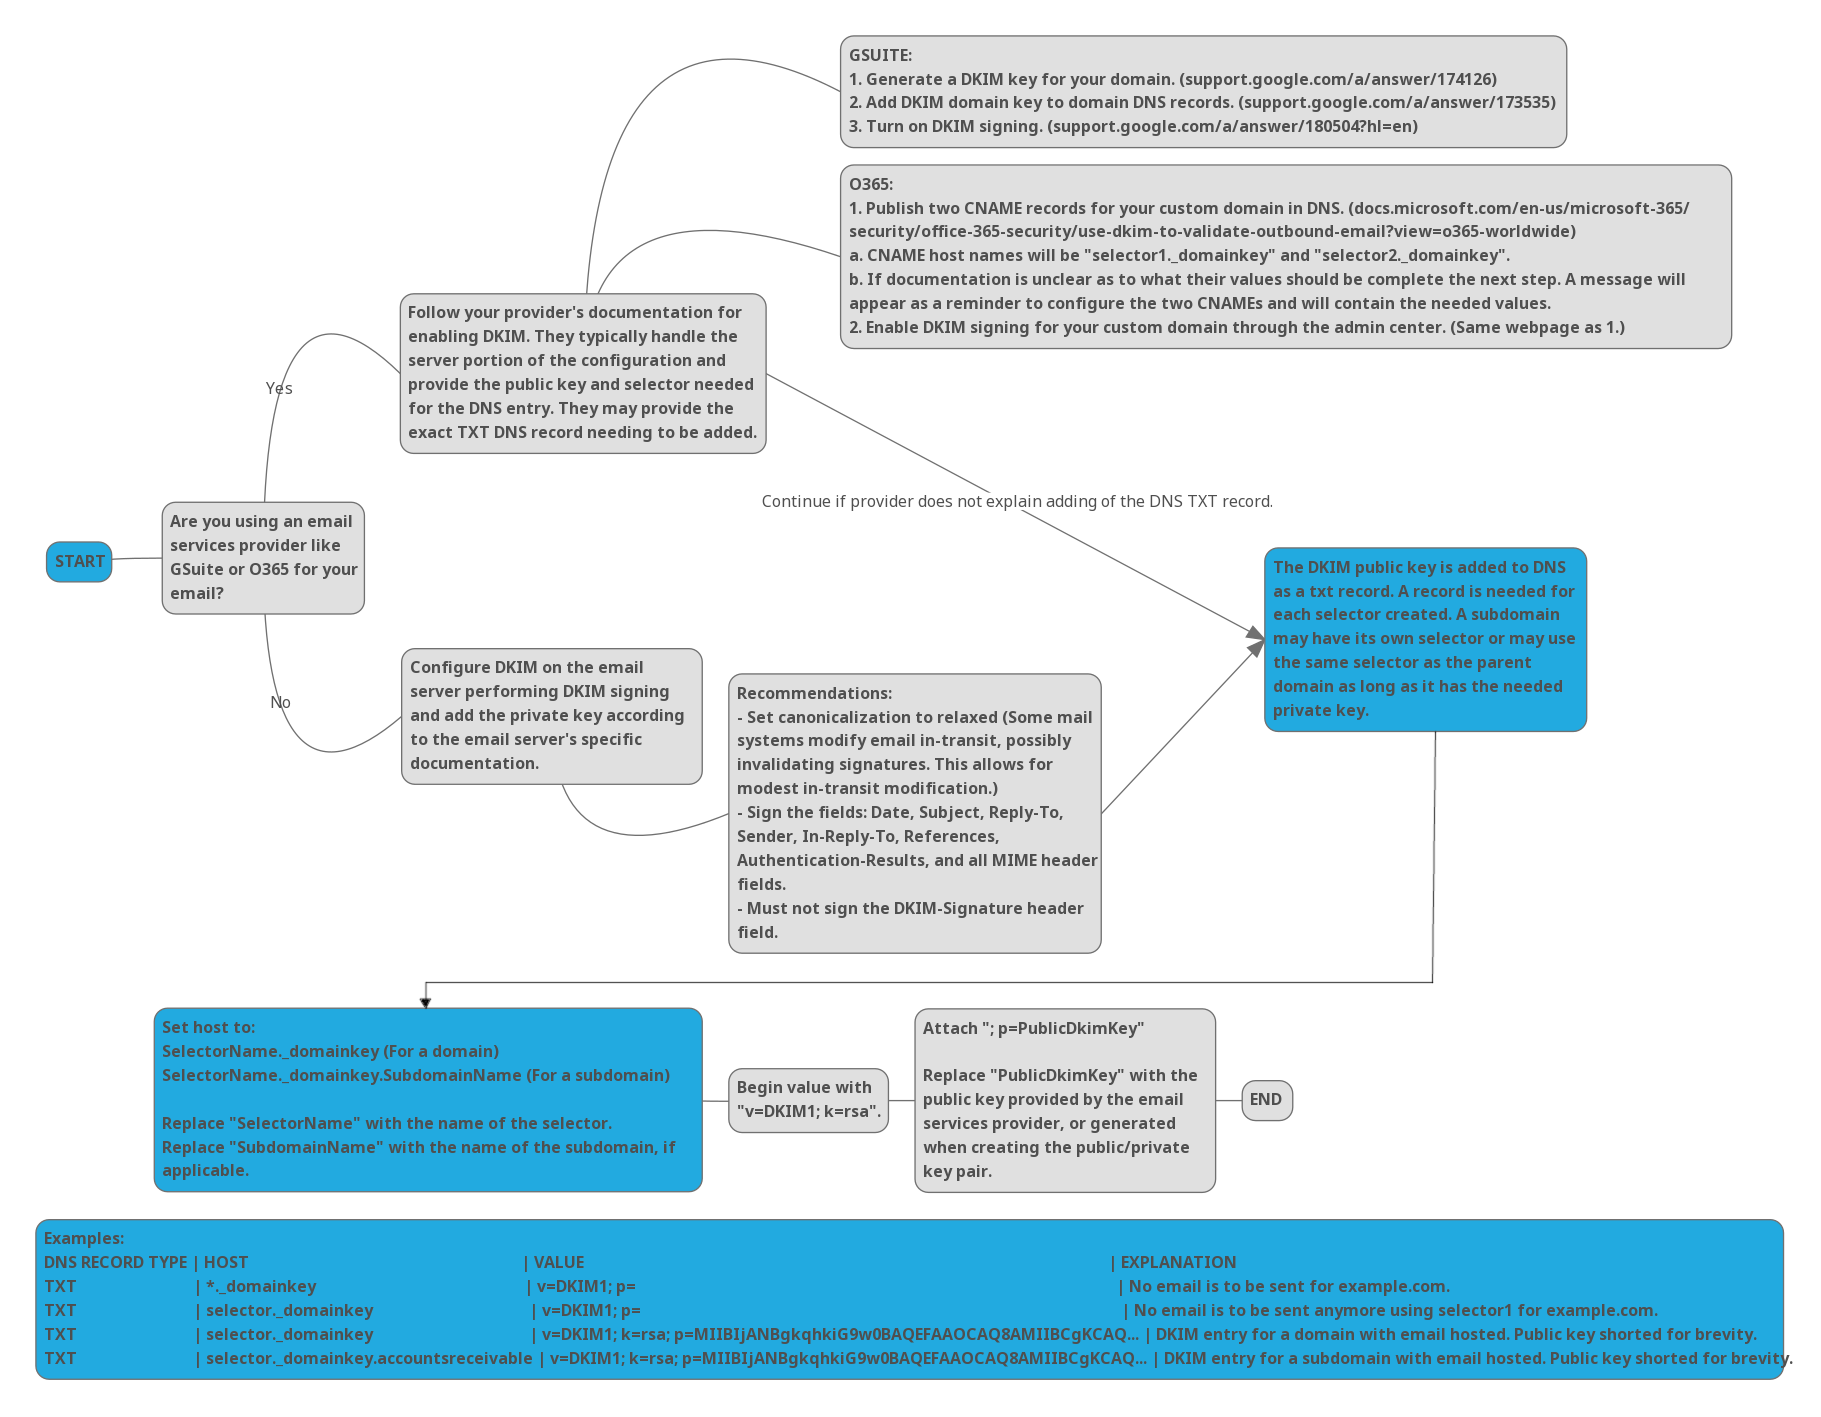 START
Are you using an email
services provider like
GSuite or O365 for your
email?
Yes
Follow your provider's documentation for
enabling DKIM. They typically handle the
server portion of the configuration and
provide the public key and selector needed
for the DNS entry. They may provide the
exact TXT DNS record needing to be added.
GSUITE:
1. Generate a DKIM key for your domain. (support.google.com/a/answer/174126)
2. Add DKIM domain key to domain DNS records. (support.google.com/a/answer/173535)
3. Turn on DKIM signing. (support.google.com/a/answer/180504?hl=en)
O365:
1. Publish two CNAME records for your custom domain in DNS. (docs.microsoft.com/en-us/microsoft-365/
security/office-365-security/use-dkim-to-validate-outbound-email?view=o365-worldwide)
a. CNAME host names will be "selector1._domainkey" and "selector2._domainkey".
b. If documentation is unclear as to what their values should be complete the next step. A message will
appear as a reminder to configure the two CNAMEs and will contain the needed values.
2. Enable DKIM signing for your custom domain through the admin center. (Same webpage as 1.)
Continue if provider does not explain adding of the DNS TXT record.
No
Configure DKIM on the email
server performing DKIM signing
and add the private key according
to the email server's specific
documentation.
Recommendations:
- Set canonicalization to relaxed (Some mail
systems modify email in-transit, possibly
invalidating signatures. This allows for
modest in-transit modification.)
- Sign the fields: Date, Subject, Reply-To,
Sender, In-Reply-To, References,
Authentication-Results, and all MIME header
fields.
- Must not sign the DKIM-Signature header
field.
The DKIM public key is added to DNS
as a txt record. A record is needed for
each selector created. A subdomain
may have its own selector or may use
the same selector as the parent
domain as long as it has the needed
private key.
Set host to:
SelectorName._domainkey (For a domain)
SelectorName._domainkey.SubdomainName (For a subdomain)
Replace "SelectorName" with the name of the selector.
Replace "SubdomainName" with the name of the subdomain, if
applicable.
Begin value with
"v=DKIM1; k=rsa".
Attach "; p=PublicDkimKey"
Replace "PublicDkimKey" with the
public key provided by the email
services provider, or generated
when creating the public/private
key pair.
END
Examples:
DNS RECORD TYPE | HOST | VALUE | EXPLANATION
TXT | *._domainkey | v=DKIM1; p= | No email is to be sent for example.com.
TXT | selector._domainkey | v=DKIM1; p= | No email is to be sent anymore using selector1 for example.com.
TXT | selector._domainkey | v=DKIM1; k=rsa; p=MIIBIjANBgkqhkiG9w0BAQEFAAOCAQ8AMIIBCgKCAQ... | DKIM entry for a domain with email hosted. Public key shorted for brevity.
TXT | selector._domainkey.accountsreceivable | v=DKIM1; k=rsa; p=MIIBIjANBgkqhkiG9w0BAQEFAAOCAQ8AMIIBCgKCAQ... | DKIM entry for a subdomain with email hosted. Public key shorted for brevity.